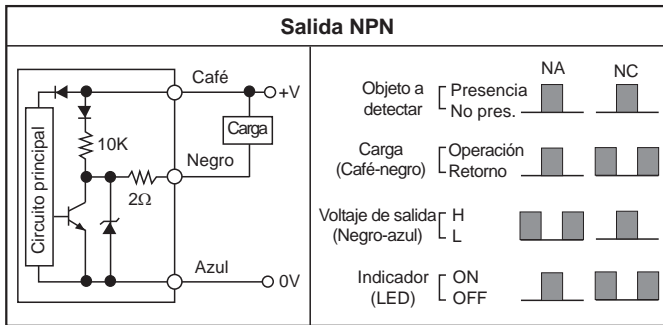 Salida NPN
Circuito principal
Café
+V
Carga
10K
Negro
2Ω
Azul
0V
NA
NC
Objeto a
detectar
Presencia
No pres.
Carga
(Café-negro)
Operación
Retorno
Voltaje de salida
(Negro-azul)
H
L
Indicador
(LED)
ON
OFF